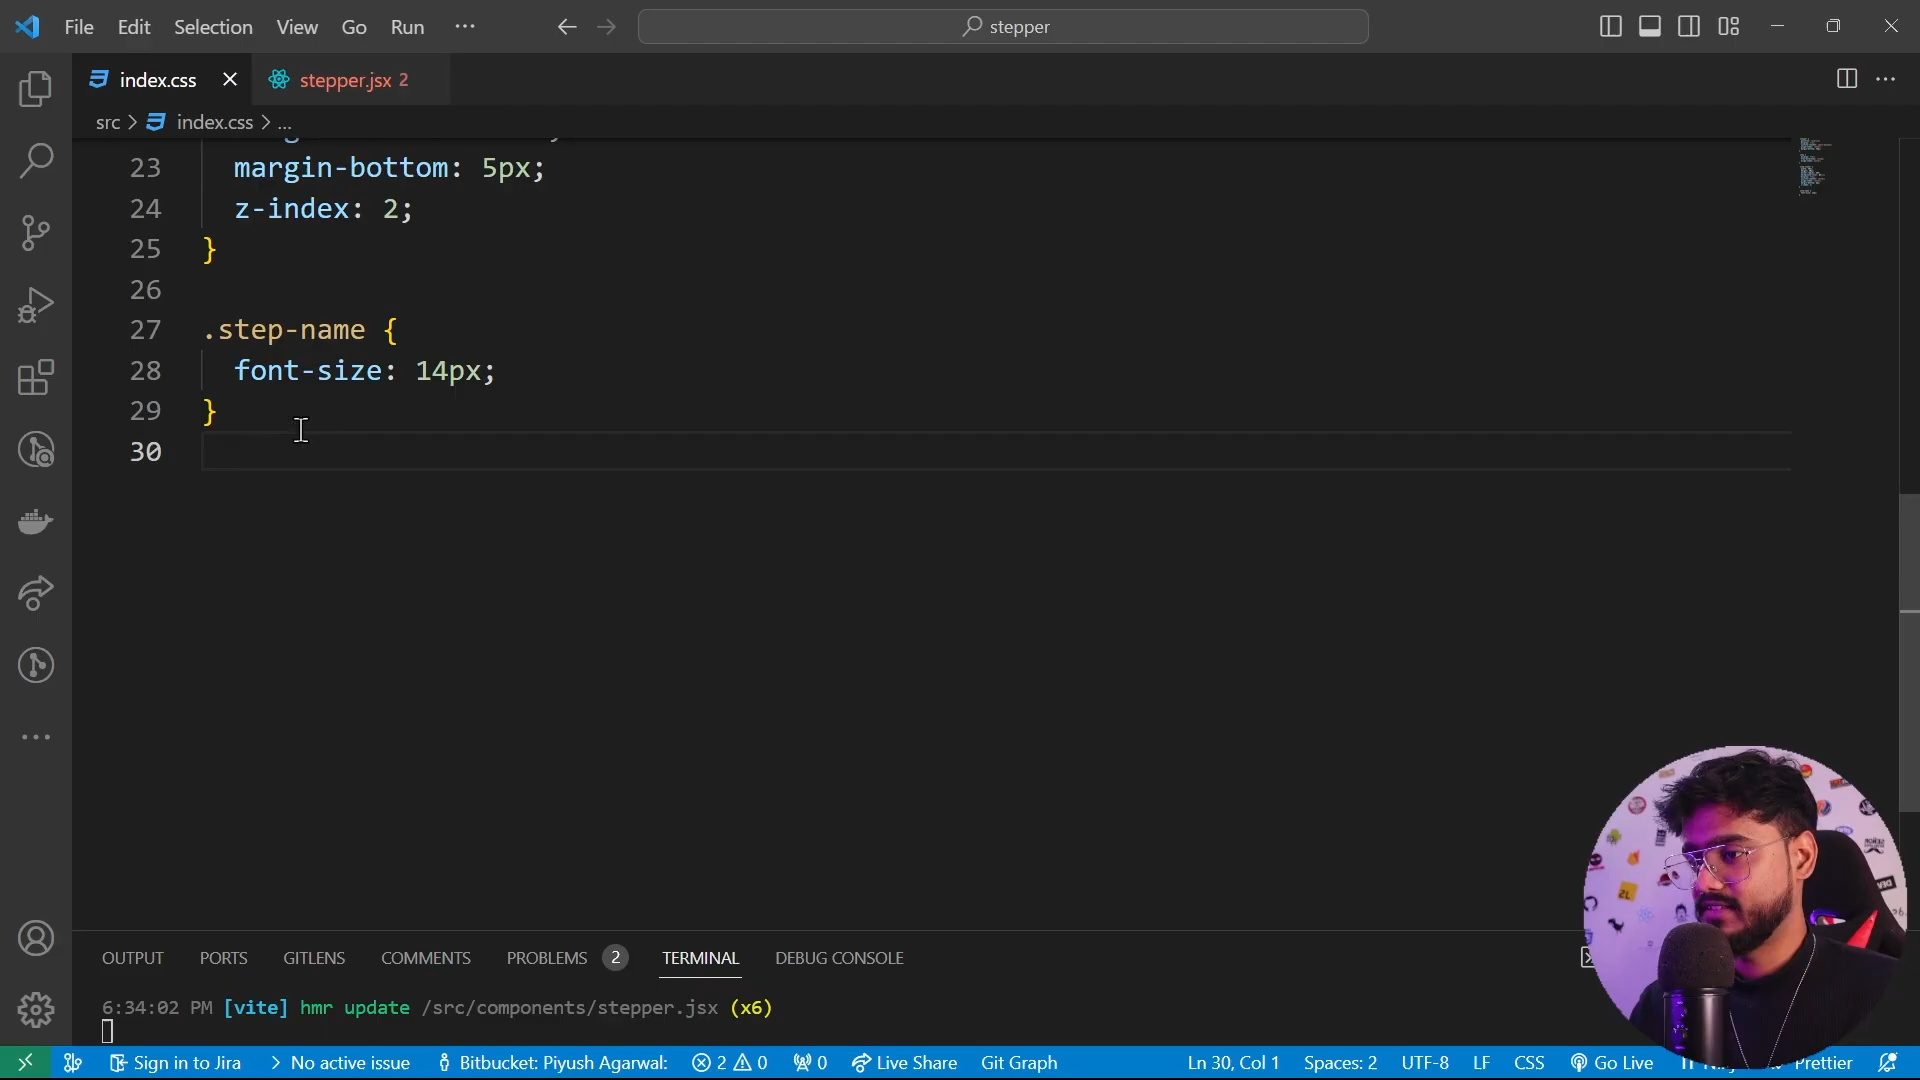 File Edit Selection View Go Run ··· stepper
index.css stepper.jsx 2
src > index.css > ...
23 margin-bottom: 5px;
24 z-index: 2;
25 }
26
27 .step-name {
28 font-size: 14px;
29 }
30
OUTPUT PORTS GITLENS COMMENTS PROBLEMS 2 TERMINAL DEBUG CONSOLE
6:34:02 PM [vite] hmr update /src/components/stepper.jsx (x6)
Sign in to Jira No active issue Bitbucket: Piyush Agarwal: 2 0 0 Live Share Git Graph Ln 30, Col 1 Spaces: 2 UTF-8 LF CSS Go Live Prettier